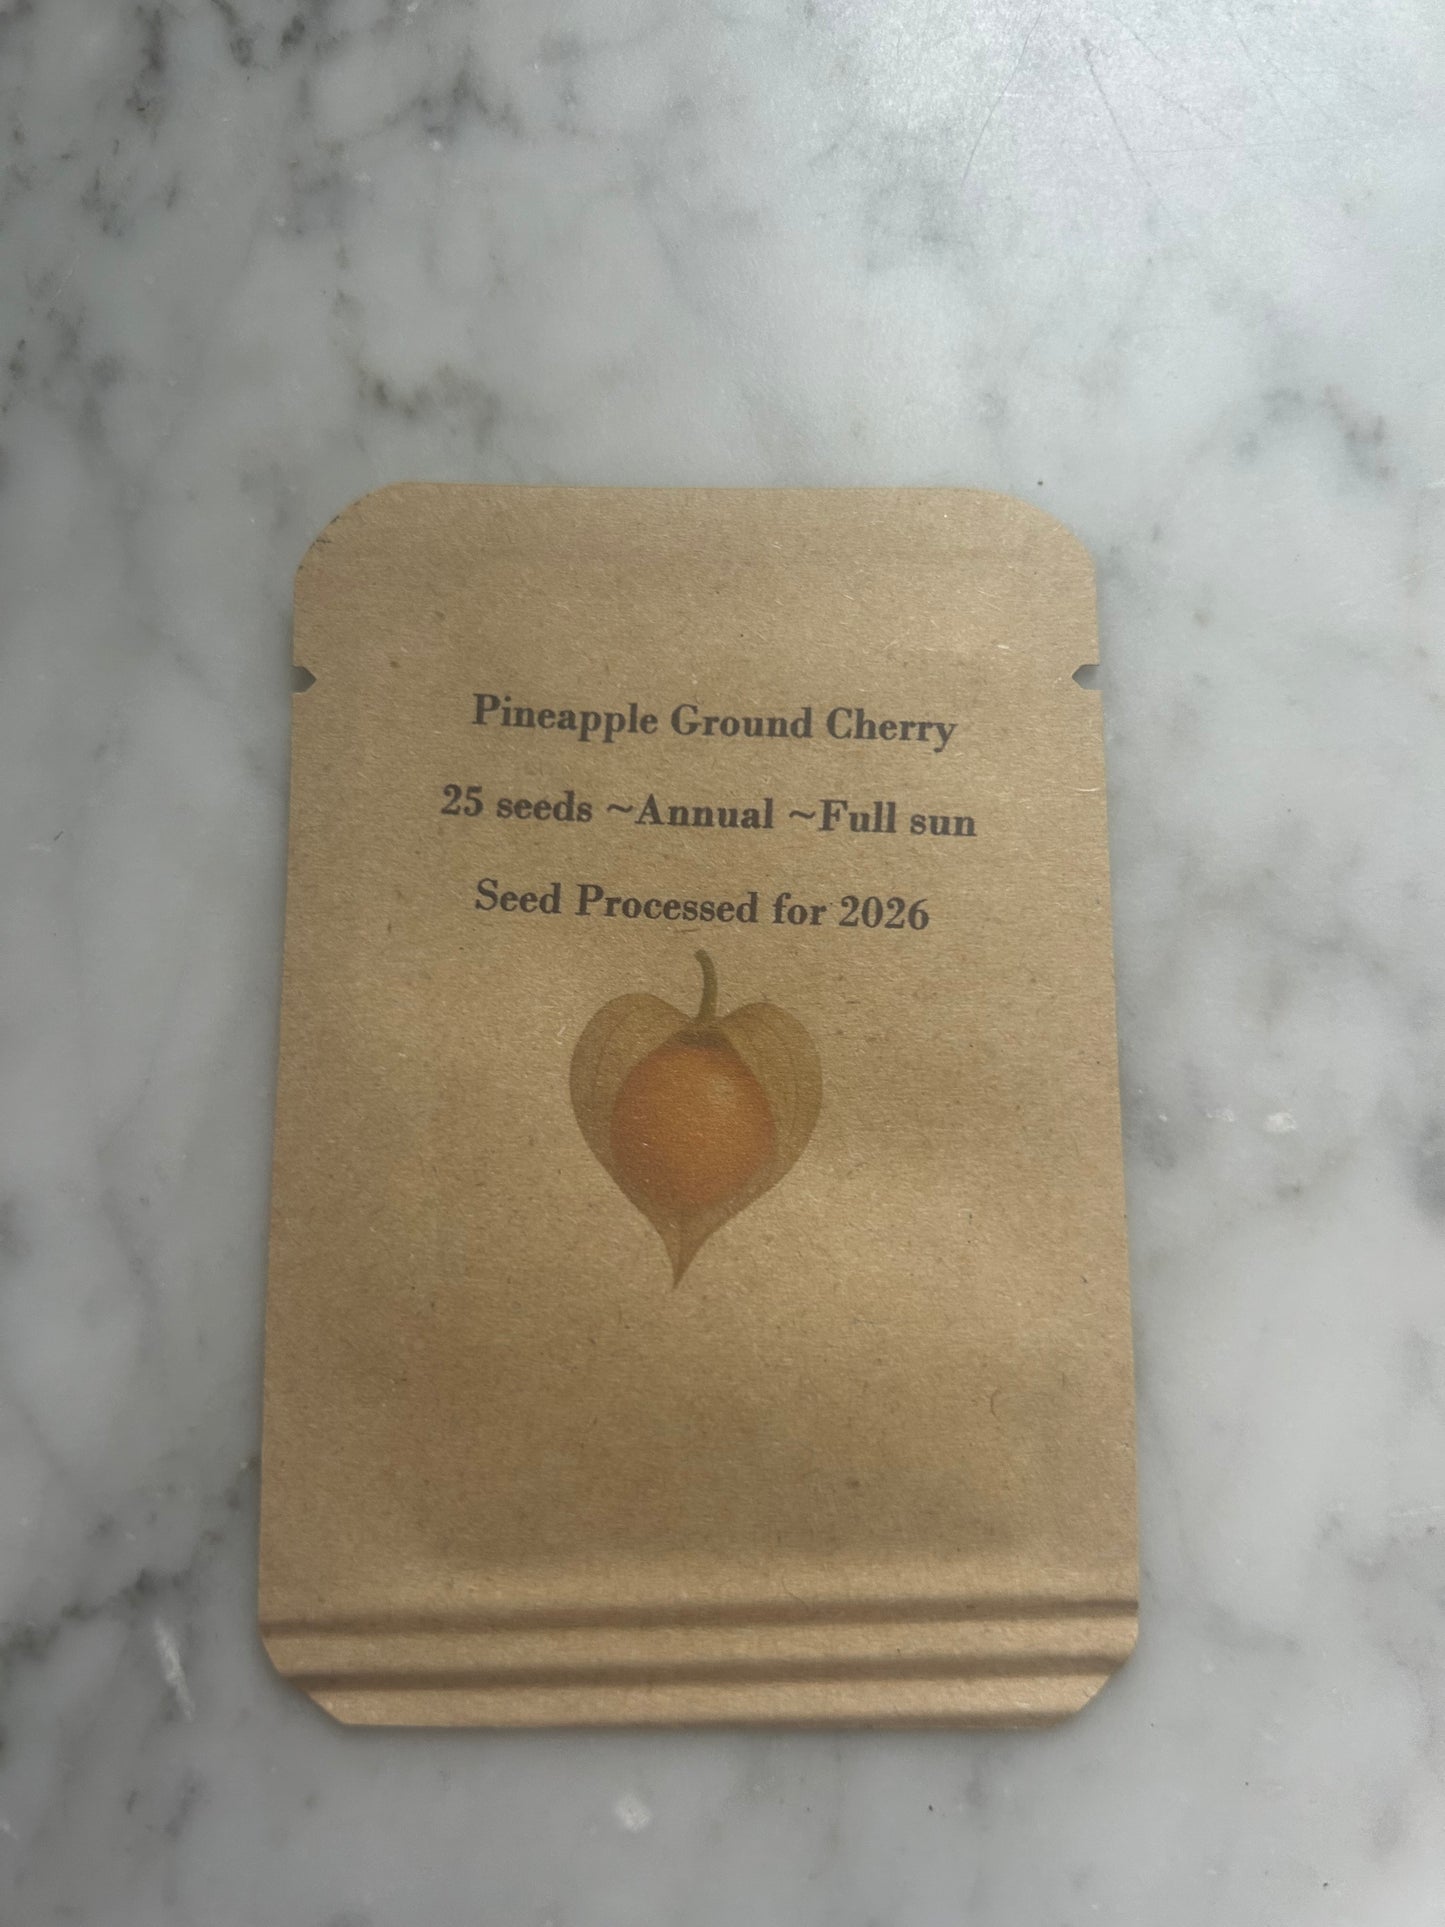 Pineapple Ground Cherry
25 seeds ~Annual ~Full sun
Seed Processed for 2026